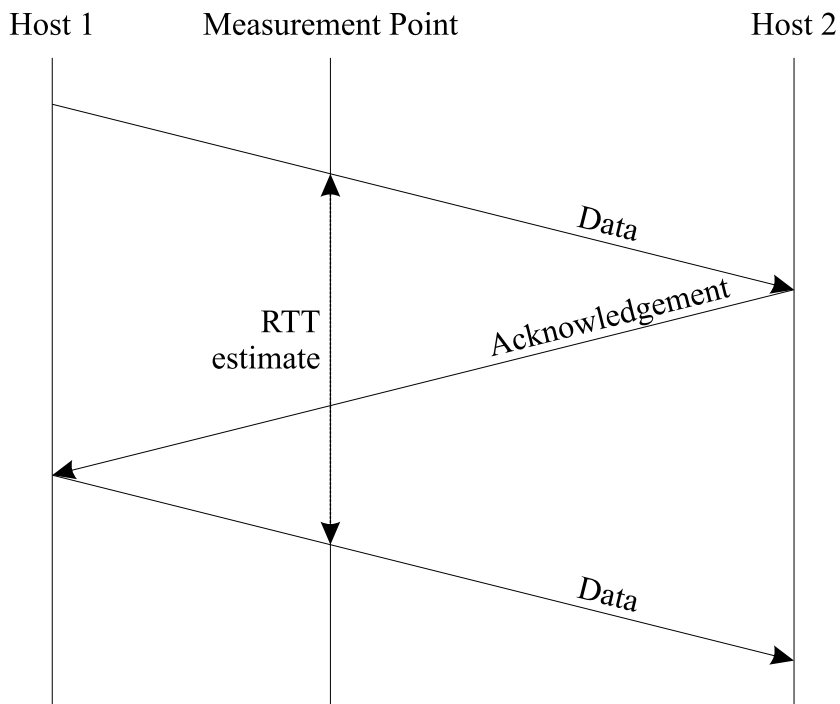 Host 1
Measurement Point
Host 2
Data
Acknowledgement
RTT
estimate
Data